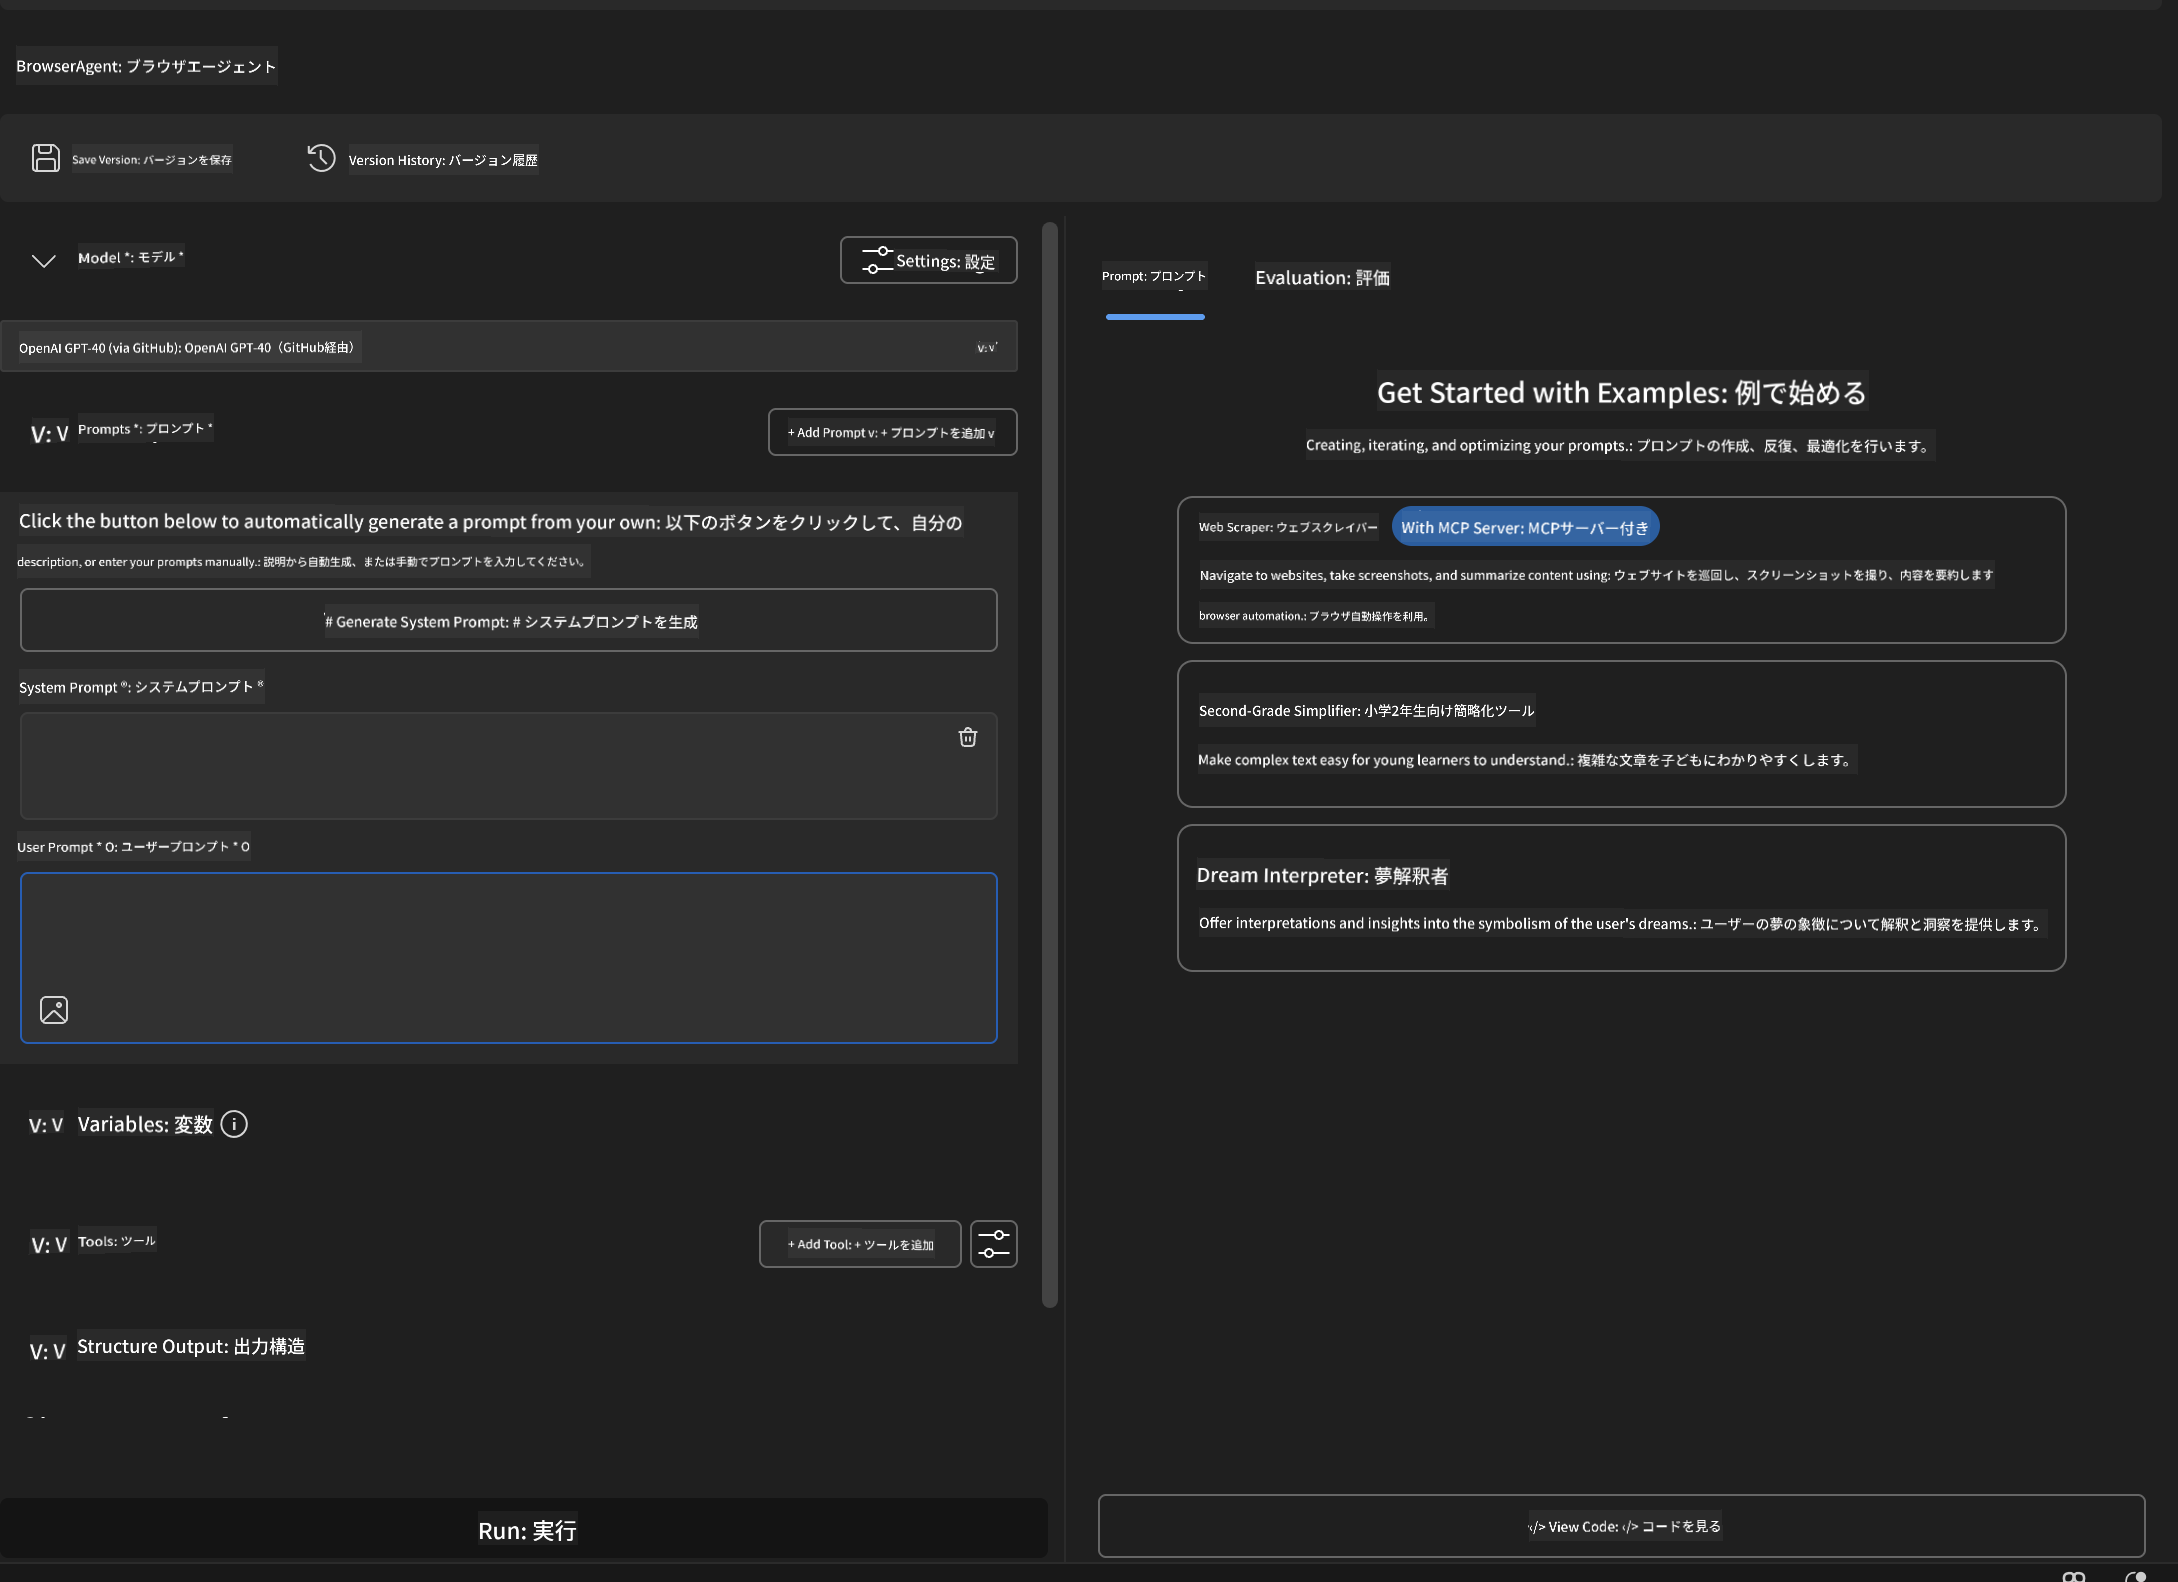 BrowserAgent: ブラウザエージェント
Save Version: バージョンを保存
Version History: バージョン履歴
Model *: モデル *
Settings: 設定
OpenAI GPT-40 (via GitHub): OpenAI GPT-40（GitHub経由）
v: v
V: V
Prompts *: プロンプト *
+ Add Prompt v: + プロンプトを追加 v
Click the button below to automatically generate a prompt from your own: 以下のボタンをクリックして、自分の
description, or enter your prompts manually.: 説明から自動生成、または手動でプロンプトを入力してください。
# Generate System Prompt: # システムプロンプトを生成
System Prompt ®: システムプロンプト ®
User Prompt * O: ユーザープロンプト * O
V: V
Variables: 変数
V: V
Tools: ツール
+ Add Tool: + ツールを追加
V: V
Structure Output: 出力構造
Run: 実行
Prompt: プロンプト
Evaluation: 評価
Get Started with Examples: 例で始める
Creating, iterating, and optimizing your prompts.: プロンプトの作成、反復、最適化を行います。
Web Scraper: ウェブスクレイパー
With MCP Server: MCPサーバー付き
Navigate to websites, take screenshots, and summarize content using: ウェブサイトを巡回し、スクリーンショットを撮り、内容を要約します
browser automation.: ブラウザ自動操作を利用。
Second-Grade Simplifier: 小学2年生向け簡略化ツール
Make complex text easy for young learners to understand.: 複雑な文章を子どもにわかりやすくします。
Dream Interpreter: 夢解釈者
Offer interpretations and insights into the symbolism of the user's dreams.: ユーザーの夢の象徴について解釈と洞察を提供します。
</> View Code: </> コードを見る